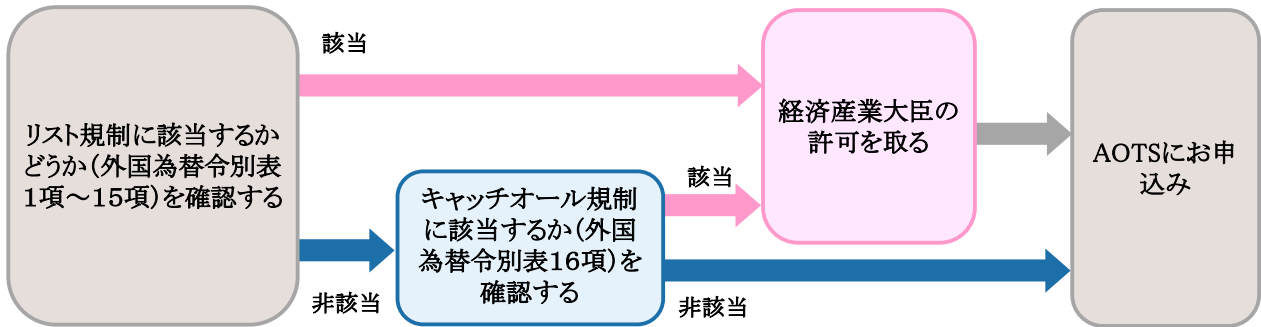 該当
リスト規制に該当するか
どうか（外国為替令別表
１項～１５項）を確認する
非該当
キャッチオール規制
に該当するか（外国
為替令別表１６項）を
確認する
該当
非該当
経済産業大臣の
許可を取る
AOTSにお申
込み